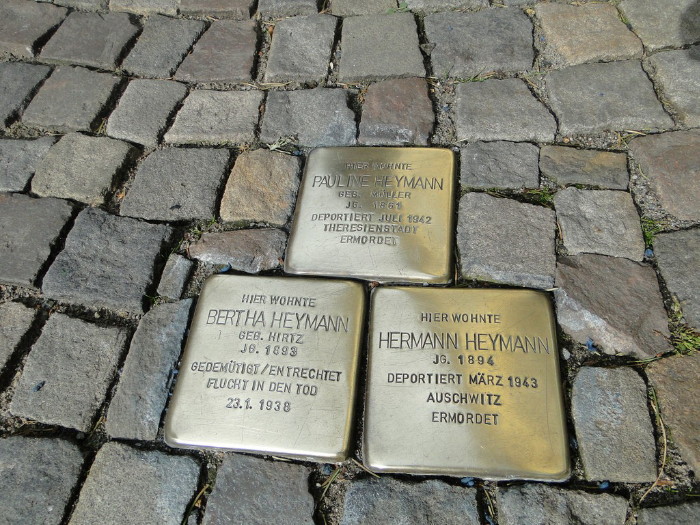 HIER WOHNTE
PAULINE HEYMANN
GEB. MÜLLER
JG. 1861
DEPORTIERT JULI 1942
THERESIENSTADT
ERMORDET
HIER WOHNTE
BERTHA HEYMANN
GEB. HIRTZ
JG. 1893
GEDEMÜTIGT/ENTRECHTET
FLUCHT IN DEN TOD
23.1. 1938
HIER WOHNTE
HERMANN HEYMANN
JG. 1894
DEPORTIERT MÄRZ 1943
AUSCHWITZ
ERMORDET